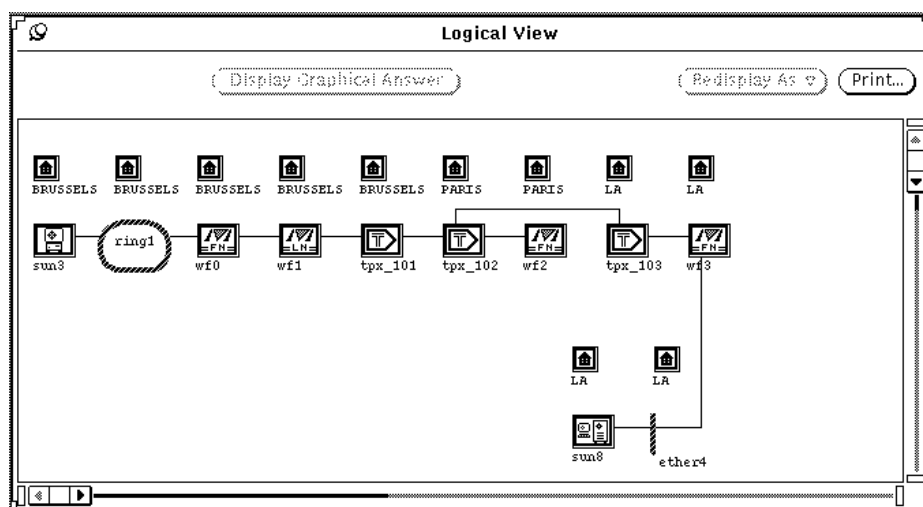 Logical View
Display Graphical Answer
Redisplay As
Print...
BRUSSELS BRUSSELS BRUSSELS BRUSSELS BRUSSELS PARIS PARIS LA LA
ring1
FN LN T T FN T FN
sun3 wf0 wf1 tpx_101 tpx_102 wf2 tpx_103 wf3
LA LA
sun8 ether4